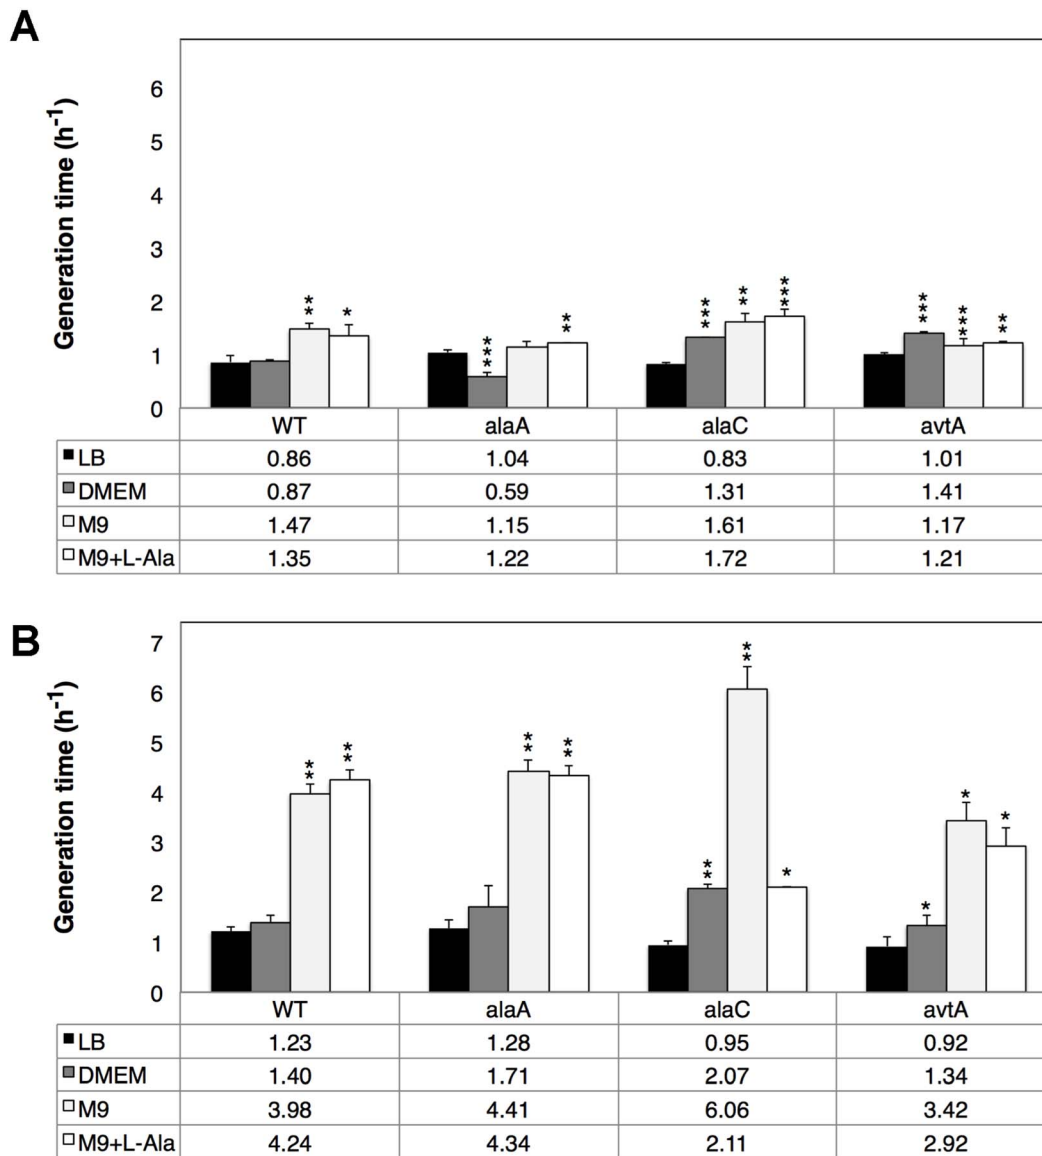 A
Generation time (h-1)
6
5
4
3
2
1
0
** * *** ** *** ** *** *** *** **
WT alaA alaC avtA
LB 0.86 1.04 0.83 1.01
DMEM 0.87 0.59 1.31 1.41
M9 1.47 1.15 1.61 1.17
M9+L-Ala 1.35 1.22 1.72 1.21
B
Generation time (h-1)
7
6
5
4
3
2
1
0
** ** ** ** ** ** * * * *
WT alaA alaC avtA
LB 1.23 1.28 0.95 0.92
DMEM 1.40 1.71 2.07 1.34
M9 3.98 4.41 6.06 3.42
M9+L-Ala 4.24 4.34 2.11 2.92